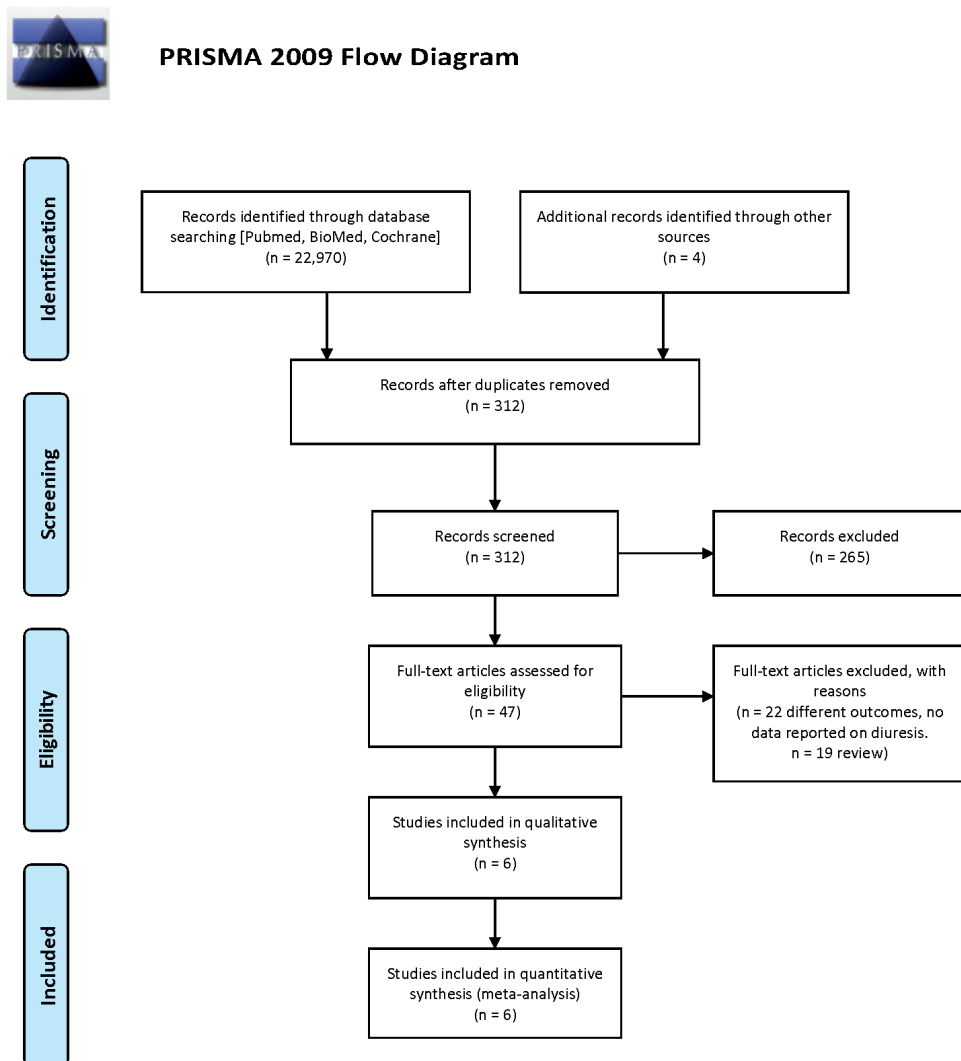 PRISMA
PRISMA 2009 Flow Diagram
Identification
Records identified through database
searching [Pubmed, BioMed, Cochrane]
(n = 22,970)
Additional records identified through other
sources
(n = 4)
Records after duplicates removed
(n = 312)
Screening
Records screened
(n = 312)
Records excluded
(n = 265)
Eligibility
Full-text articles assessed for
eligibility
(n = 47)
Full-text articles excluded, with
reasons
(n = 22 different outcomes, no
data reported on diuresis.
n = 19 review)
Studies included in qualitative
synthesis
(n = 6)
Included
Studies included in quantitative
synthesis (meta-analysis)
(n = 6)